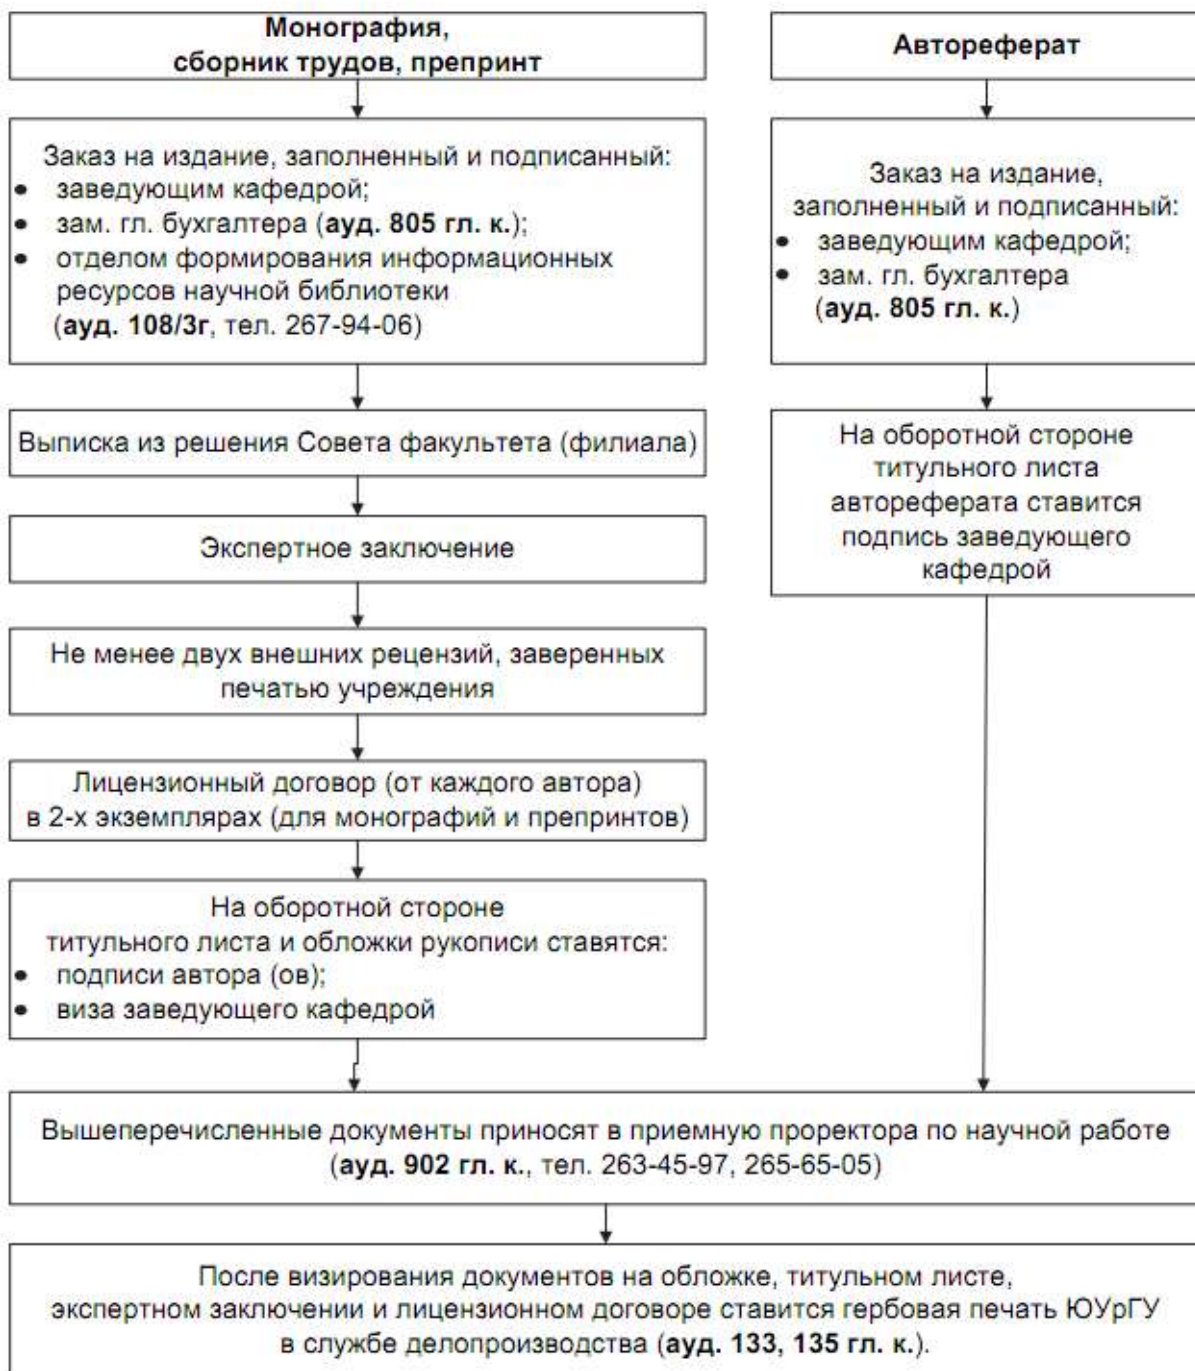 Монография,
сборник трудов, препринт
Автореферат
Заказ на издание, заполненный и подписанный:
• заведующим кафедрой;
• зам. гл. бухгалтера (ауд. 805 гл. к.);
• отделом формирования информационных
ресурсов научной библиотеки
(ауд. 108/3г, тел. 267-94-06)
Заказ на издание,
заполненный и подписанный:
• заведующим кафедрой;
• зам. гл. бухгалтера
(ауд. 805 гл. к.)
Выписка из решения Совета факультета (филиала)
На оборотной стороне
титульного листа
автореферата ставится
подпись заведующего
кафедрой
Экспертное заключение
Не менее двух внешних рецензий, заверенных
печатью учреждения
Лицензионный договор (от каждого автора)
в 2-х экземплярах (для монографий и препринтов)
На оборотной стороне
титульного листа и обложки рукописи ставятся:
• подписи автора (ов);
• виза заведующего кафедрой
Вышеперечисленные документы приносят в приемную проректора по научной работе
(ауд. 902 гл. к., тел. 263-45-97, 265-65-05)
После визирования документов на обложке, титульном листе,
экспертном заключении и лицензионном договоре ставится гербовая печать ЮУрГУ
в службе делопроизводства (ауд. 133, 135 гл. к.).